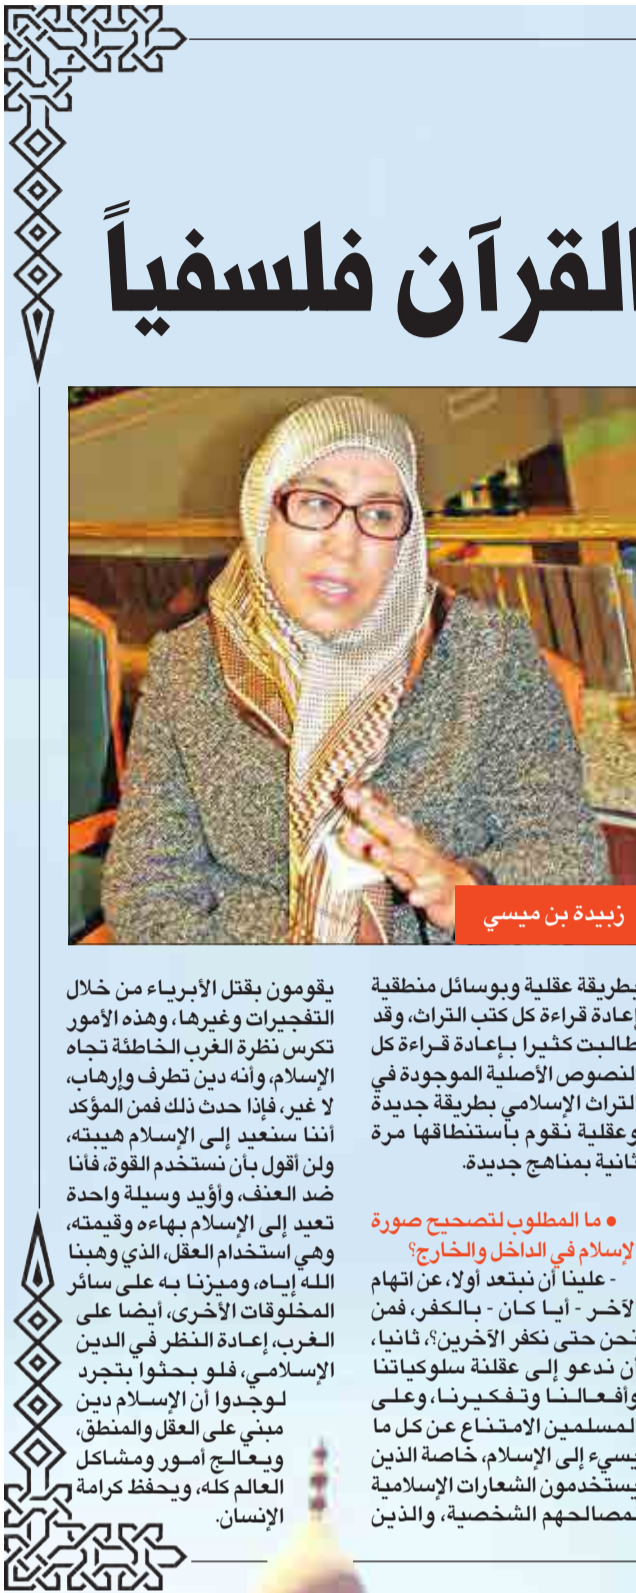 القرآن فلسفياً
زبيدة بن ميسي
بطريقة عقلية وبوسائل منطقية
إعادة قراءة كل كتب التراث، وقد
طالبت كثيرا بإعادة قراءة كل
لنصوص الأصلية الموجودة في
لتراث الإسلامي بطريقة جديدة
وعقلية نقوم باستنطاقها مرة
ثانية بمناهج جديدة.
• ما المطلوب لتصحيح صورة
لإسلام في الداخل والخارج؟
- علينا أن نبتعد أولا، عن اتهام
لآخر - أيا كان - بالكفر، فمن
نحن حتى نكفر الآخرين؟، ثانيا،
أن ندعو إلى عقلنة سلوكياتنا
وأفعالنا وتفكيرنا، وعلى
لمسلمين الامتناع عن كل ما
يسيء إلى الإسلام، خاصة الذين
يستخدمون الشعارات الإسلامية
لمصالحهم الشخصية، والذين
يقومون بقتل الأبرياء من خلال
التفجيرات وغيرها، وهذه الأمور
تكرس نظرة الغرب الخاطئة تجاه
الإسلام، وأنه دين تطرف وإرهاب،
لا غير، فإذا حدث ذلك فمن المؤكد
أننا سنعيد إلى الإسلام هيبته،
ولن أقول بأن نستخدم القوة، فأنا
ضد العنف، وأؤيد وسيلة واحدة
تعيد إلى الإسلام بهاءه وقيمته،
وهي استخدام العقل، الذي وهبنا
الله إياه، وميزنا به على سائر
المخلوقات الأخرى، أيضا على
الغرب، إعادة النظر في الدين
الإسلامي، فلو بحثوا بتجرد
لوجدوا أن الإسلام دين
مبني على العقل والمنطق،
ويعالج أمور ومشاكل
العالم كله، ويحفظ كرامة
الإنسان.